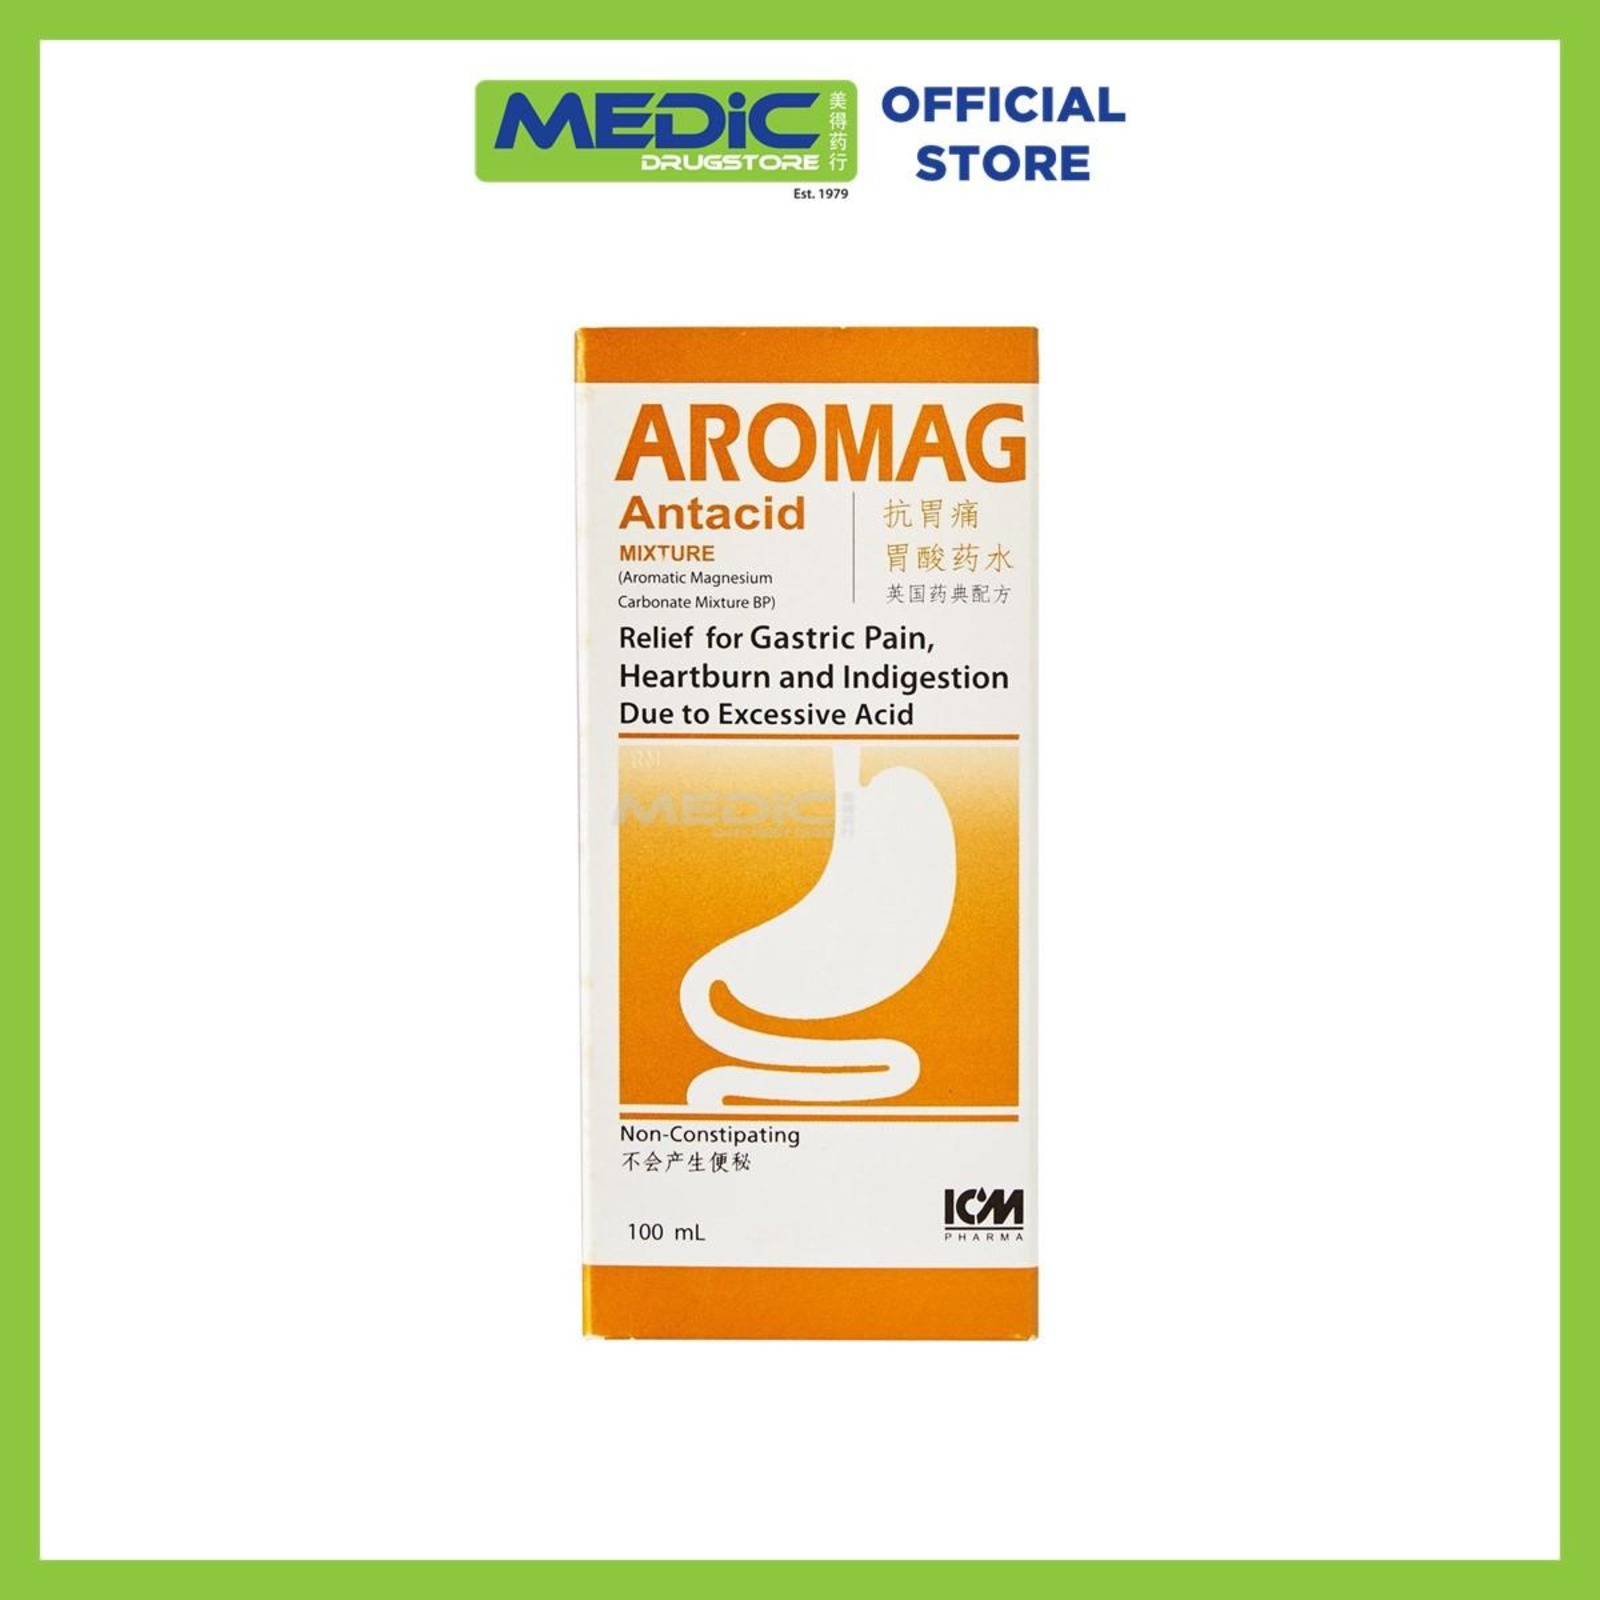 MEDiC
DRUGSTORE
美得药行
Est. 1979
OFFICIAL
STORE
AROMAG
Antacid
MIXTURE
(Aromatic Magnesium
Carbonate Mixture BP)
抗胃痛
胃酸药水
英国药典配方
Relief for Gastric Pain,
Heartburn and Indigestion
Due to Excessive Acid
MEDiC
Non-Constipating
不会产生便秘
100 mL
ICM
PHARMA